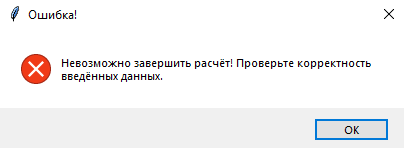 Ошибка!
Невозможно завершить расчёт! Проверьте корректность
введённых данных.
OK